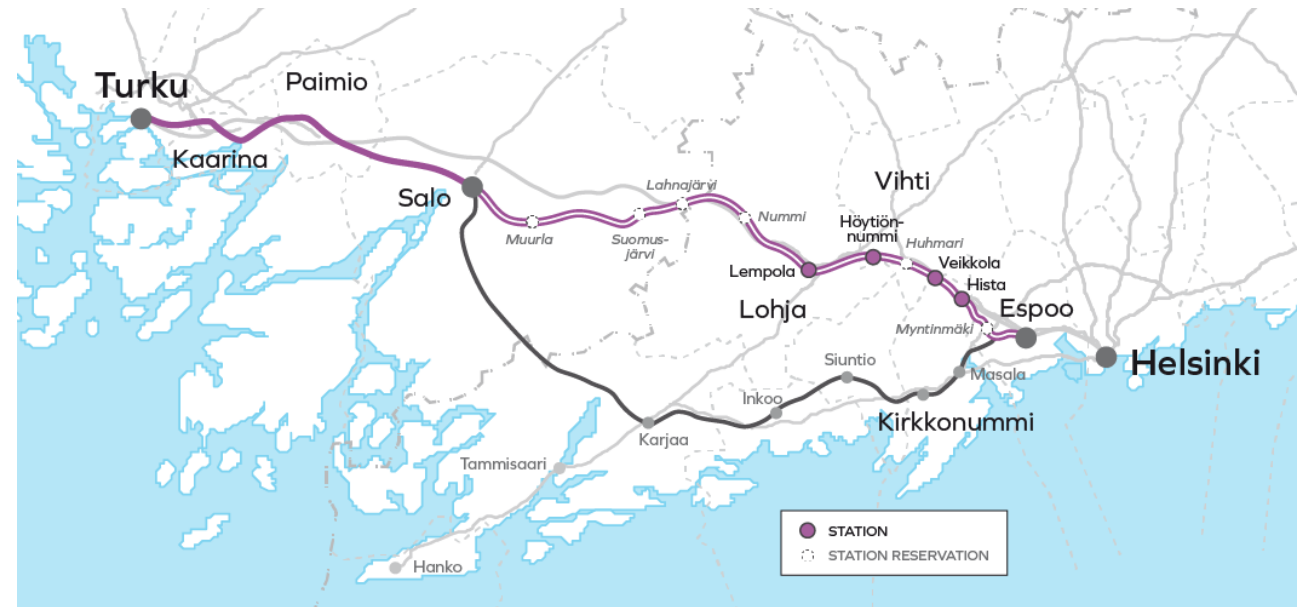 Turku
Paimio
Kaarina
Salo
Lahnajärvi
Vihti
Höytiön-
nummi
Huhmari
Nummi
Muurla
Suomus-
järvi
Veikkola
Lempola
Hista
Lohja
Espoo
Myntinmäki
Helsinki
Siuntio
Masala
Inkoo
Kirkkonummi
Karjaa
Tammisaari
Hanko
STATION
STATION RESERVATION